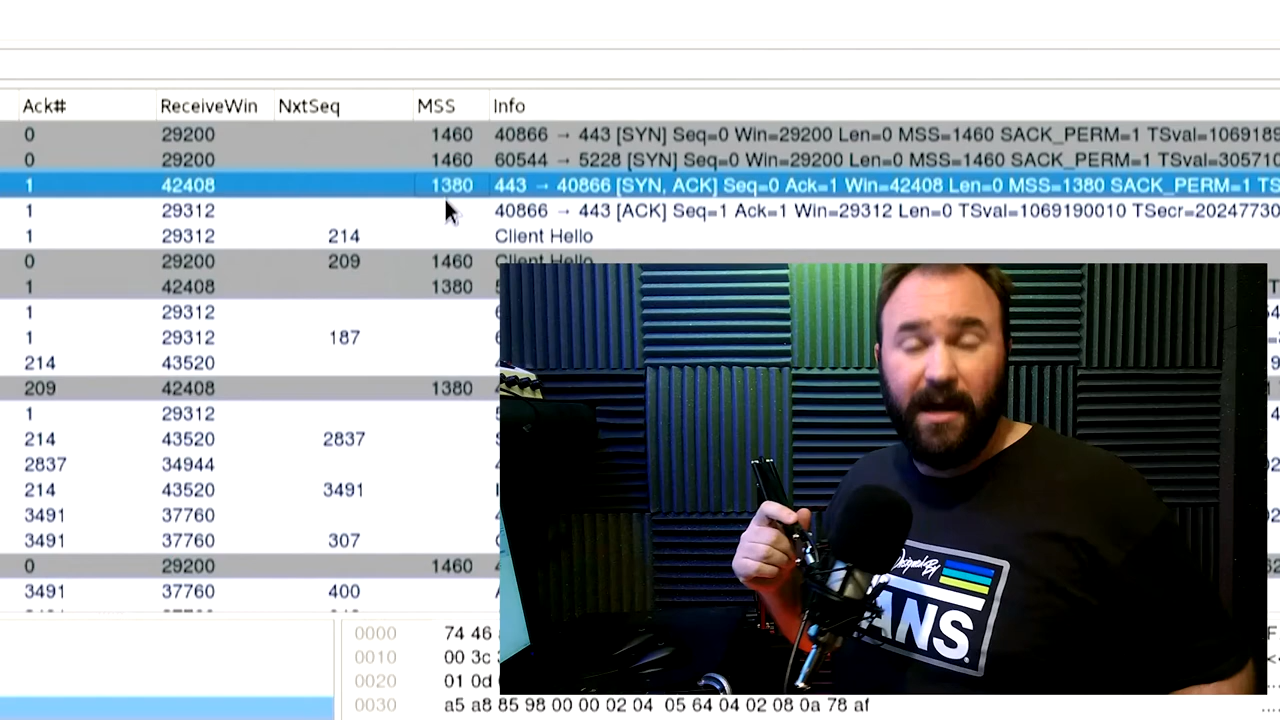 Ack# ReceiveWin NxtSeq MSS Info
0 29200 1460 40866 → 443 [SYN] Seq=0 Win=29200 Len=0 MSS=1460 SACK_PERM=1 TSval=1069189
0 29200 1460 60544 → 5228 [SYN] Seq=0 Win=29200 Len=0 MSS=1460 SACK_PERM=1 TSval=305710
1 42408 1380 443 → 40866 [SYN, ACK] Seq=0 Ack=1 Win=42408 Len=0 MSS=1380 SACK_PERM=1 TS
1 29312 40866 → 443 [ACK] Seq=1 Ack=1 Win=29312 Len=0 TSval=1069190010 TSecr=20247730
1 29312 214 Client Hello
0 29200 209 1460 Client Hello
1 42408 1380
1 29312
1 29312 187
214 43520
209 42408 1380
1 29312
214 43520 2837
2837 34944
214 43520 3491
3491 37760
3491 37760 307
0 29200 1460
3491 37760 400
0000 74 46
0010 00 3c
0020 01 0d
0030 a5 a8 85 98 00 00 02 04 05 64 04 02 08 0a 78 af
Designed By
ANS